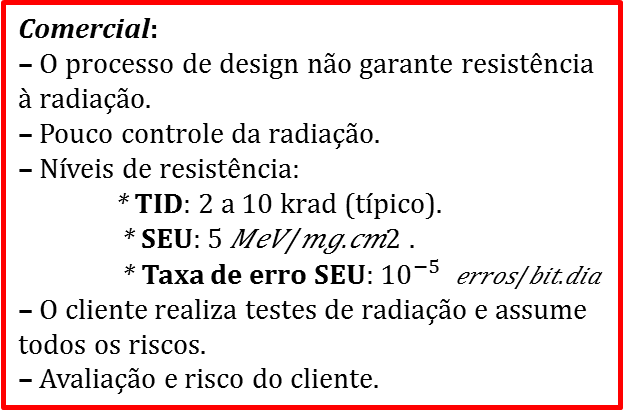 Comercial:
– O processo de design não garante resistência
à radiação.
– Pouco controle da radiação.
– Níveis de resistência:
* TID: 2 a 10 krad (típico).
* SEU: 5 MeV/mg.cm2 .
* Taxa de erro SEU: 10⁻⁵ erros/bit.dia
– O cliente realiza testes de radiação e assume
todos os riscos.
– Avaliação e risco do cliente.